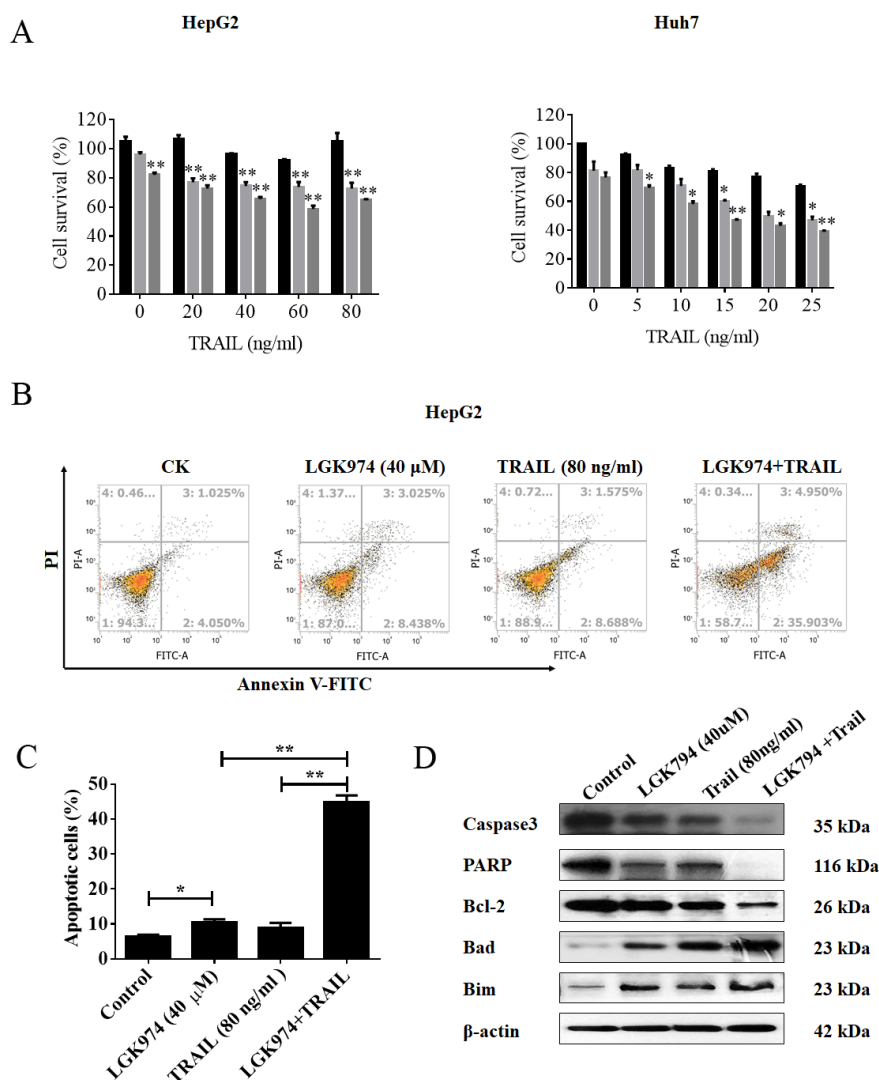 A
HepG2
Huh7
Cell survival (%)
120
100
80
60
40
20
0
** ** ** ** ** ** ** ** **
0 20 40 60 80
TRAIL (ng/ml)
Cell survival (%)
120
100
80
60
40
20
0
* * * ** * * **
0 5 10 15 20 25
TRAIL (ng/ml)
B
HepG2
CK
LGK974 (40 μM)
TRAIL (80 ng/ml)
LGK974+TRAIL
PI
4: 0.46... 3: 1.025%
1: 94.3... 2: 4.050%
PI-A
FITC-A
4: 1.37... 3: 3.025%
1: 87.0... 2: 8.438%
PI-A
FITC-A
4: 0.72... 3: 1.575%
1: 88.9... 2: 8.688%
PI-A
FITC-A
4: 0.34... 3: 4.950%
1: 58.7... 2: 35.903%
PI-A
FITC-A
Annexin V-FITC
C
Apoptotic cells (%)
50
40
30
20
10
0
*
**
**
Control
LGK974 (40 μM)
TRAIL (80 ng/ml)
LGK974+TRAIL
D
Control
LGK794 (40uM)
Trail (80ng/ml)
LGK794 +Trail
Caspase3 35 kDa
PARP 116 kDa
Bcl-2 26 kDa
Bad 23 kDa
Bim 23 kDa
β-actin 42 kDa